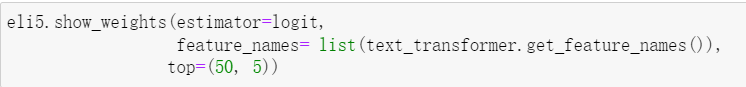 eli5.show_weights(estimator=logit,
feature_names= list(text_transformer.get_feature_names()),
top=(50, 5))